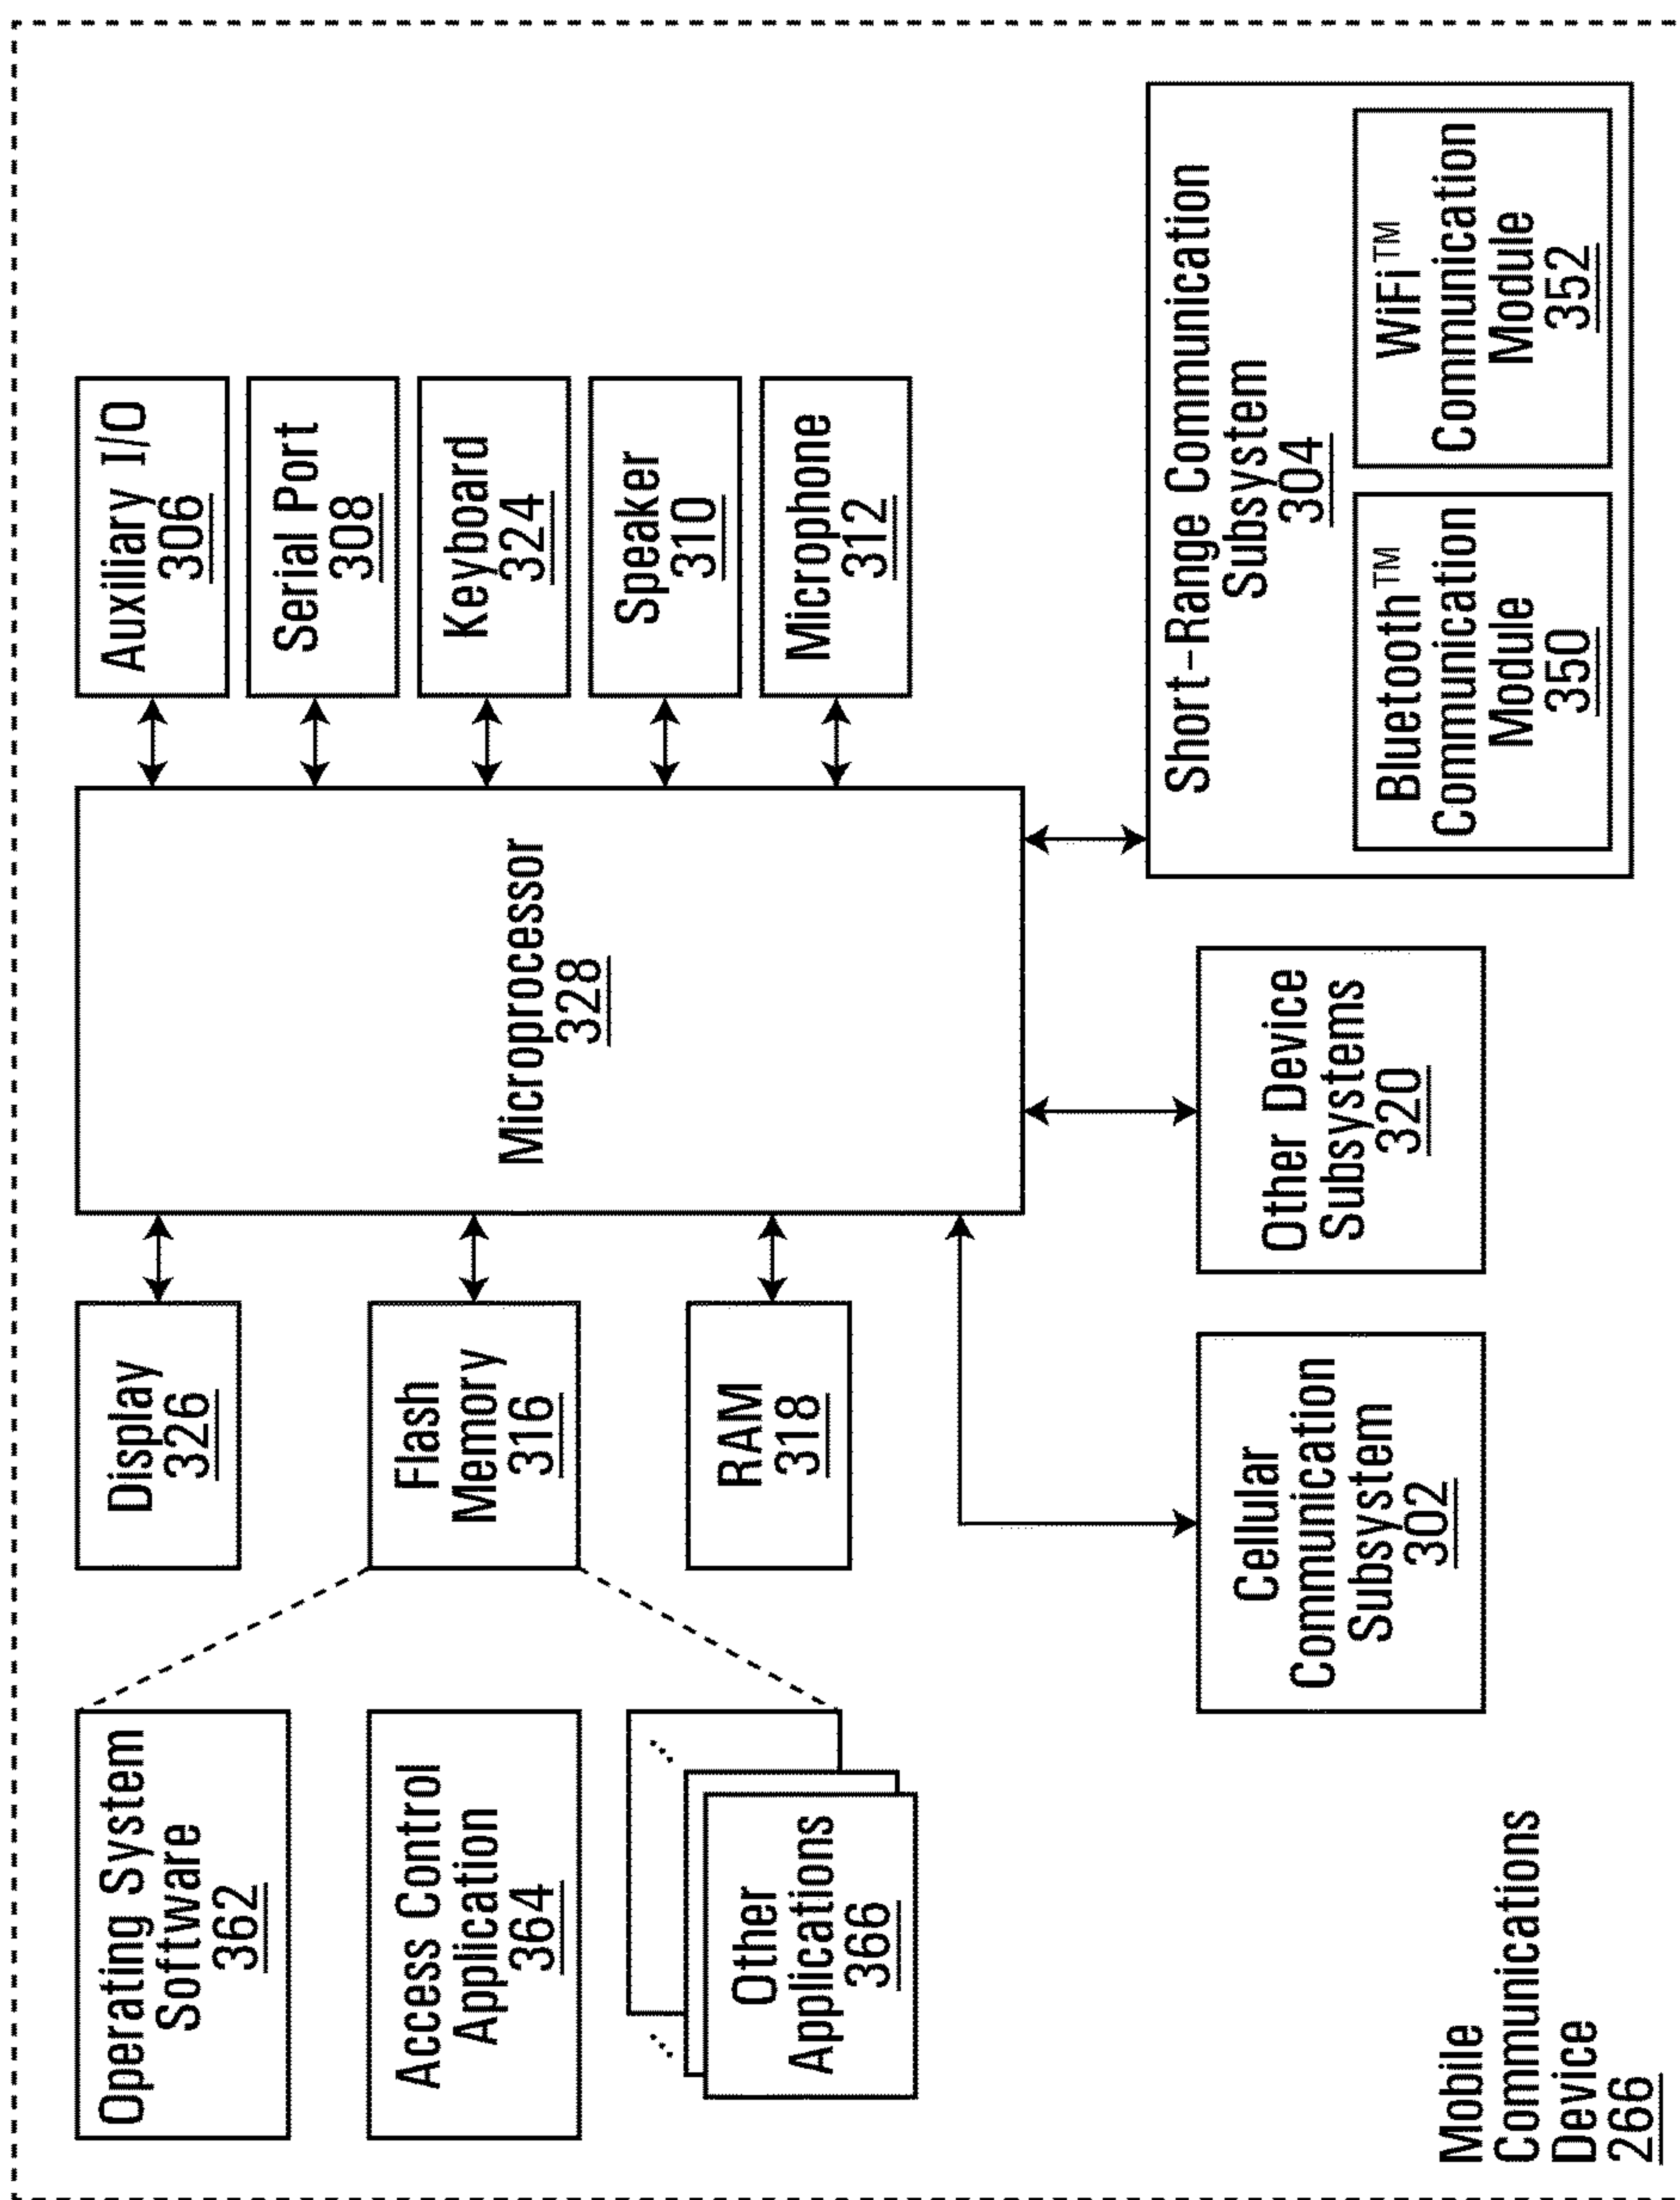 Operating System
Software
362
Access Control
Application
364
Other
Applications
366
Display
326
Flash
Memory
316
RAM
318
Microprocessor
328
Auxiliary I/O
306
Serial Port
308
Keyboard
324
Speaker
310
Microphone
312
Mobile
Communications
Device
266
Cellular
Communication
Subsystem
302
Other Device
Subsystems
320
Short-Range Communication
Subsystem
304
Bluetooth™
Communication
Module
350
WiFi™
Communication
Module
352